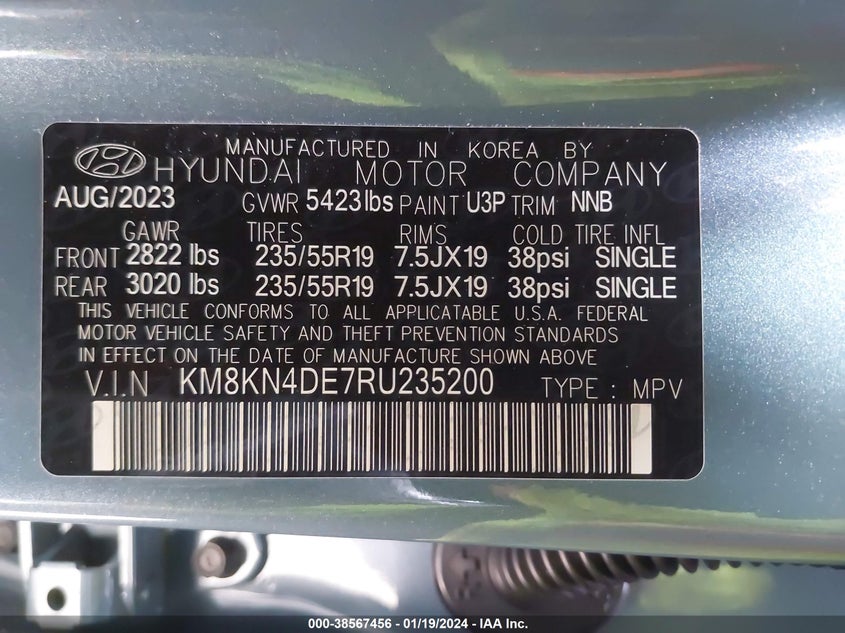 MANUFACTURED IN KOREA BY
HYUNDAI MOTOR COMPANY
AUG/2023 GVWR 5423lbs PAINT U3P TRIM NNB
GAWR TIRES RIMS COLD TIRE INFL
FRONT 2822 lbs 235/55R19 7.5JX19 38psi SINGLE
REAR 3020 lbs 235/55R19 7.5JX19 38psi SINGLE
THIS VEHICLE CONFORMS TO ALL APPLICATABLE U.S.A. FEDERAL
MOTOR VEHICLE SAFETY AND THEFT PREVENTION STANDARDS
IN EFFECT ON THE DATE OF MANUFACTURE SHOWN ABOVE
V.I.N KM8KN4DE7RU235200 TYPE : MPV
000-38567456 - 01/19/2024 - IAA Inc.